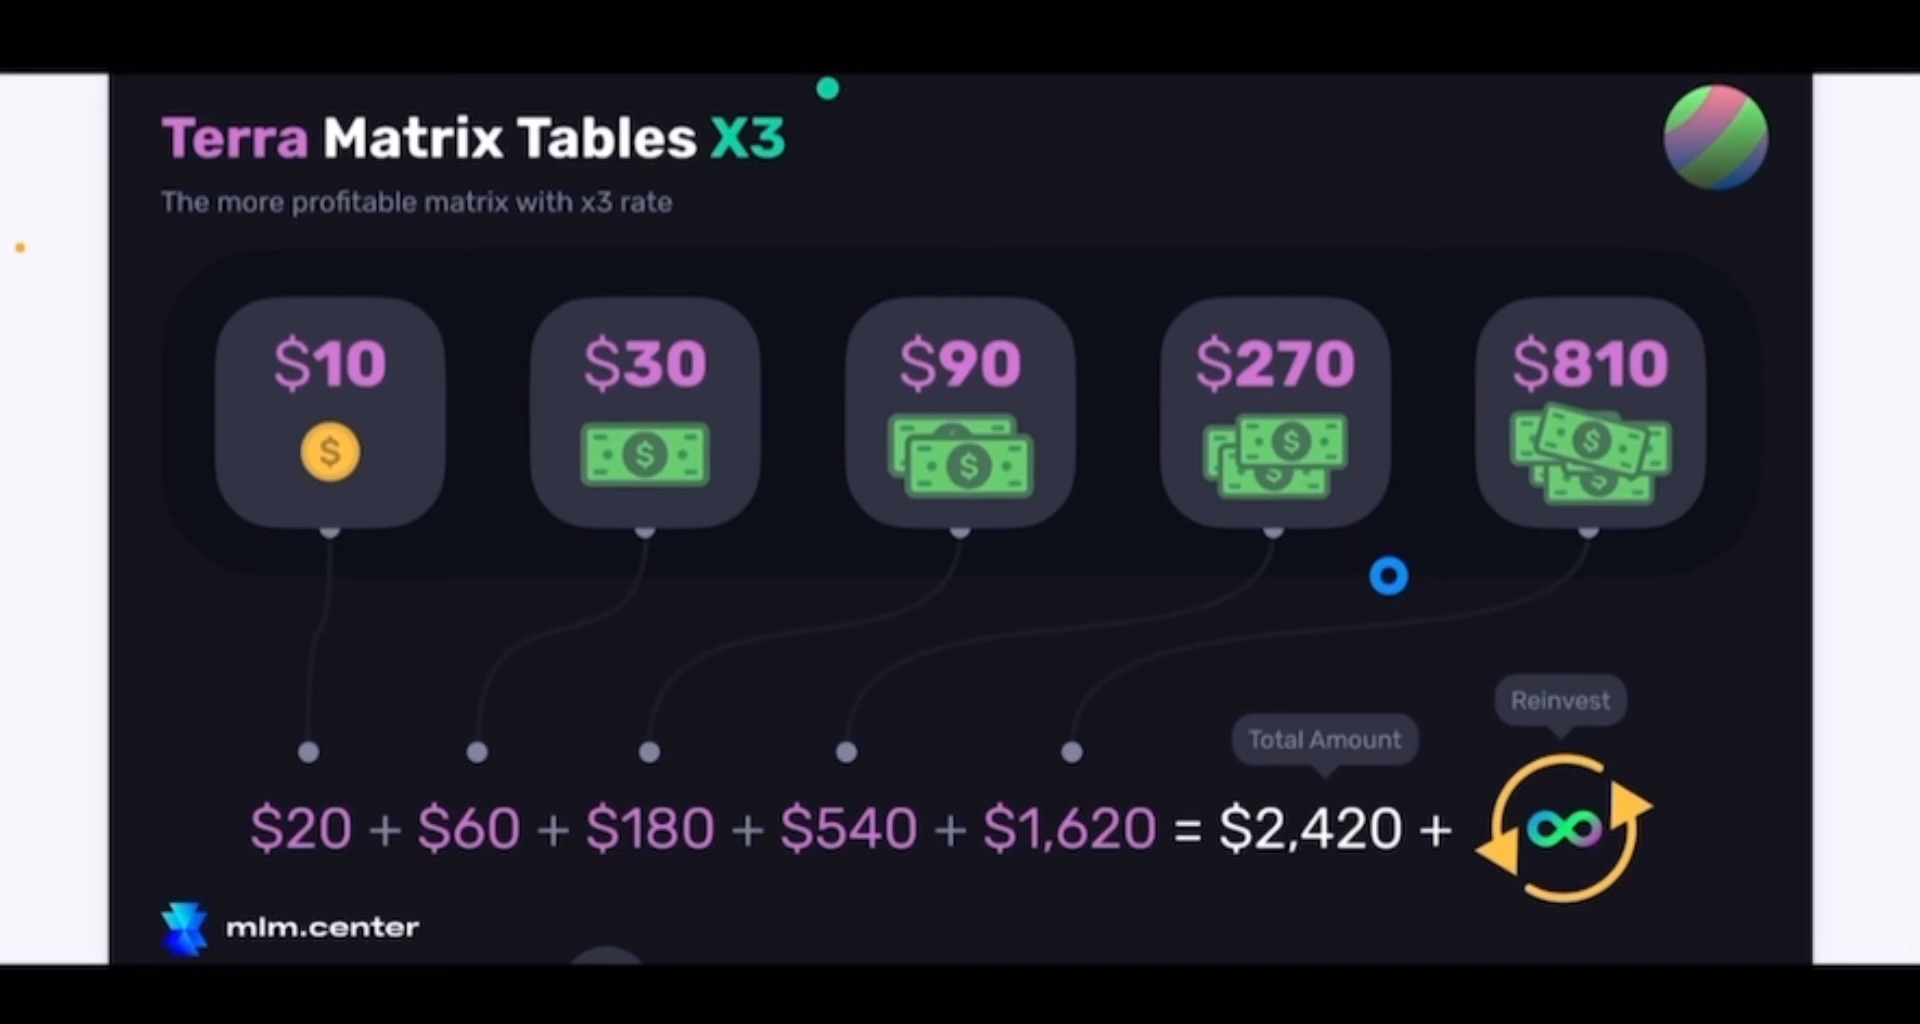 Terra Matrix Tables X3
The more profitable matrix with x3 rate
$10 $30 $90 $270 $810
Reinvest
Total Amount
$20 + $60 + $180 + $540 + $1,620 = $2,420 +
mlm.center